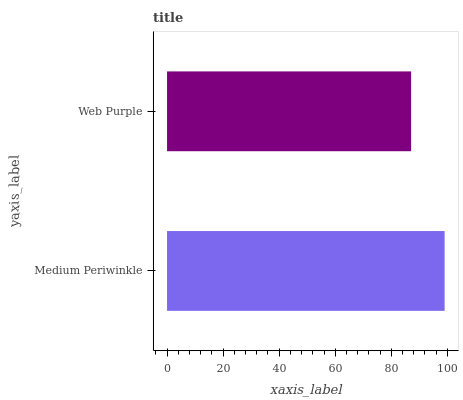 title
yaxis_label
Web Purple
Medium Periwinkle
0 20 40 60 80 100
xaxis_label